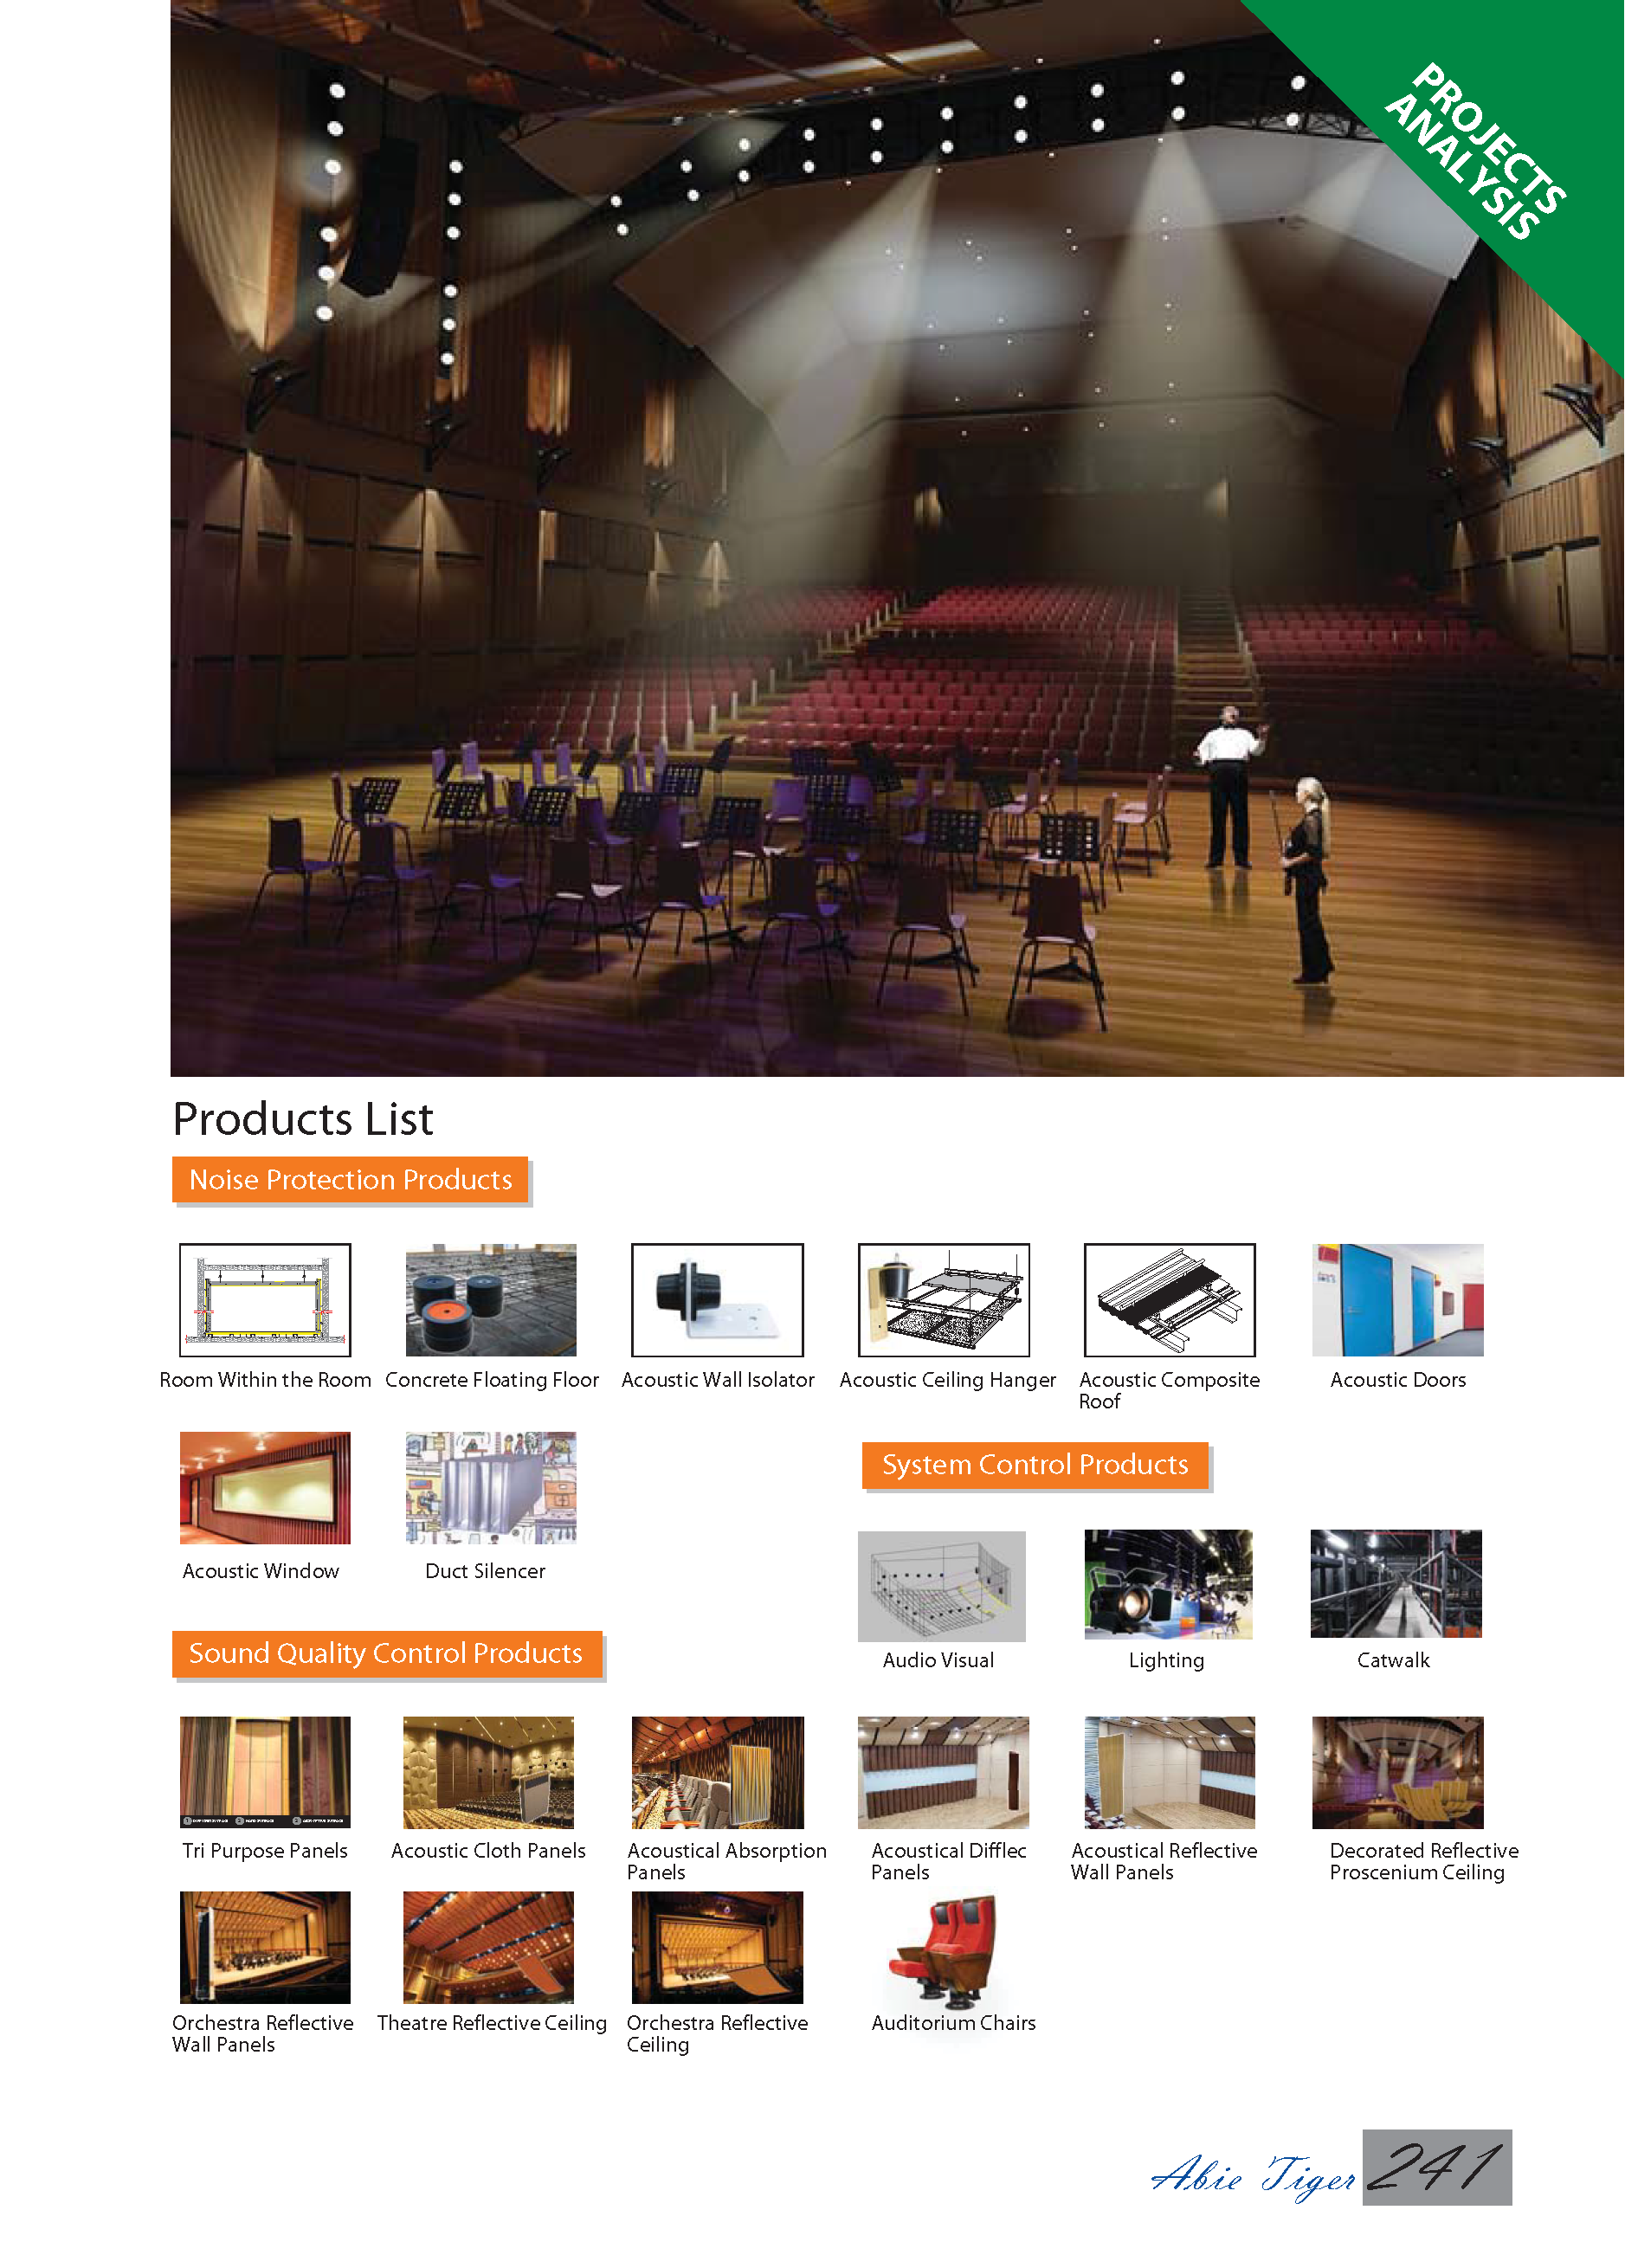 PROJECTS
ANALYSIS
Products List
Noise Protection Products
Room Within the Room
Concrete Floating Floor
Acoustic Wall Isolator
Acoustic Ceiling Hanger
Acoustic Composite
Roof
Acoustic Doors
Acoustic Window
Duct Silencer
System Control Products
Audio Visual
Lighting
Catwalk
Sound Quality Control Products
Tri Purpose Panels
Acoustic Cloth Panels
Acoustical Absorption
Panels
Acoustical Difflec
Panels
Acoustical Reflective
Wall Panels
Decorated Reflective
Proscenium Ceiling
Orchestra Reflective
Wall Panels
Theatre Reflective Ceiling
Orchestra Reflective
Ceiling
Auditorium Chairs
Abie Tiger 241